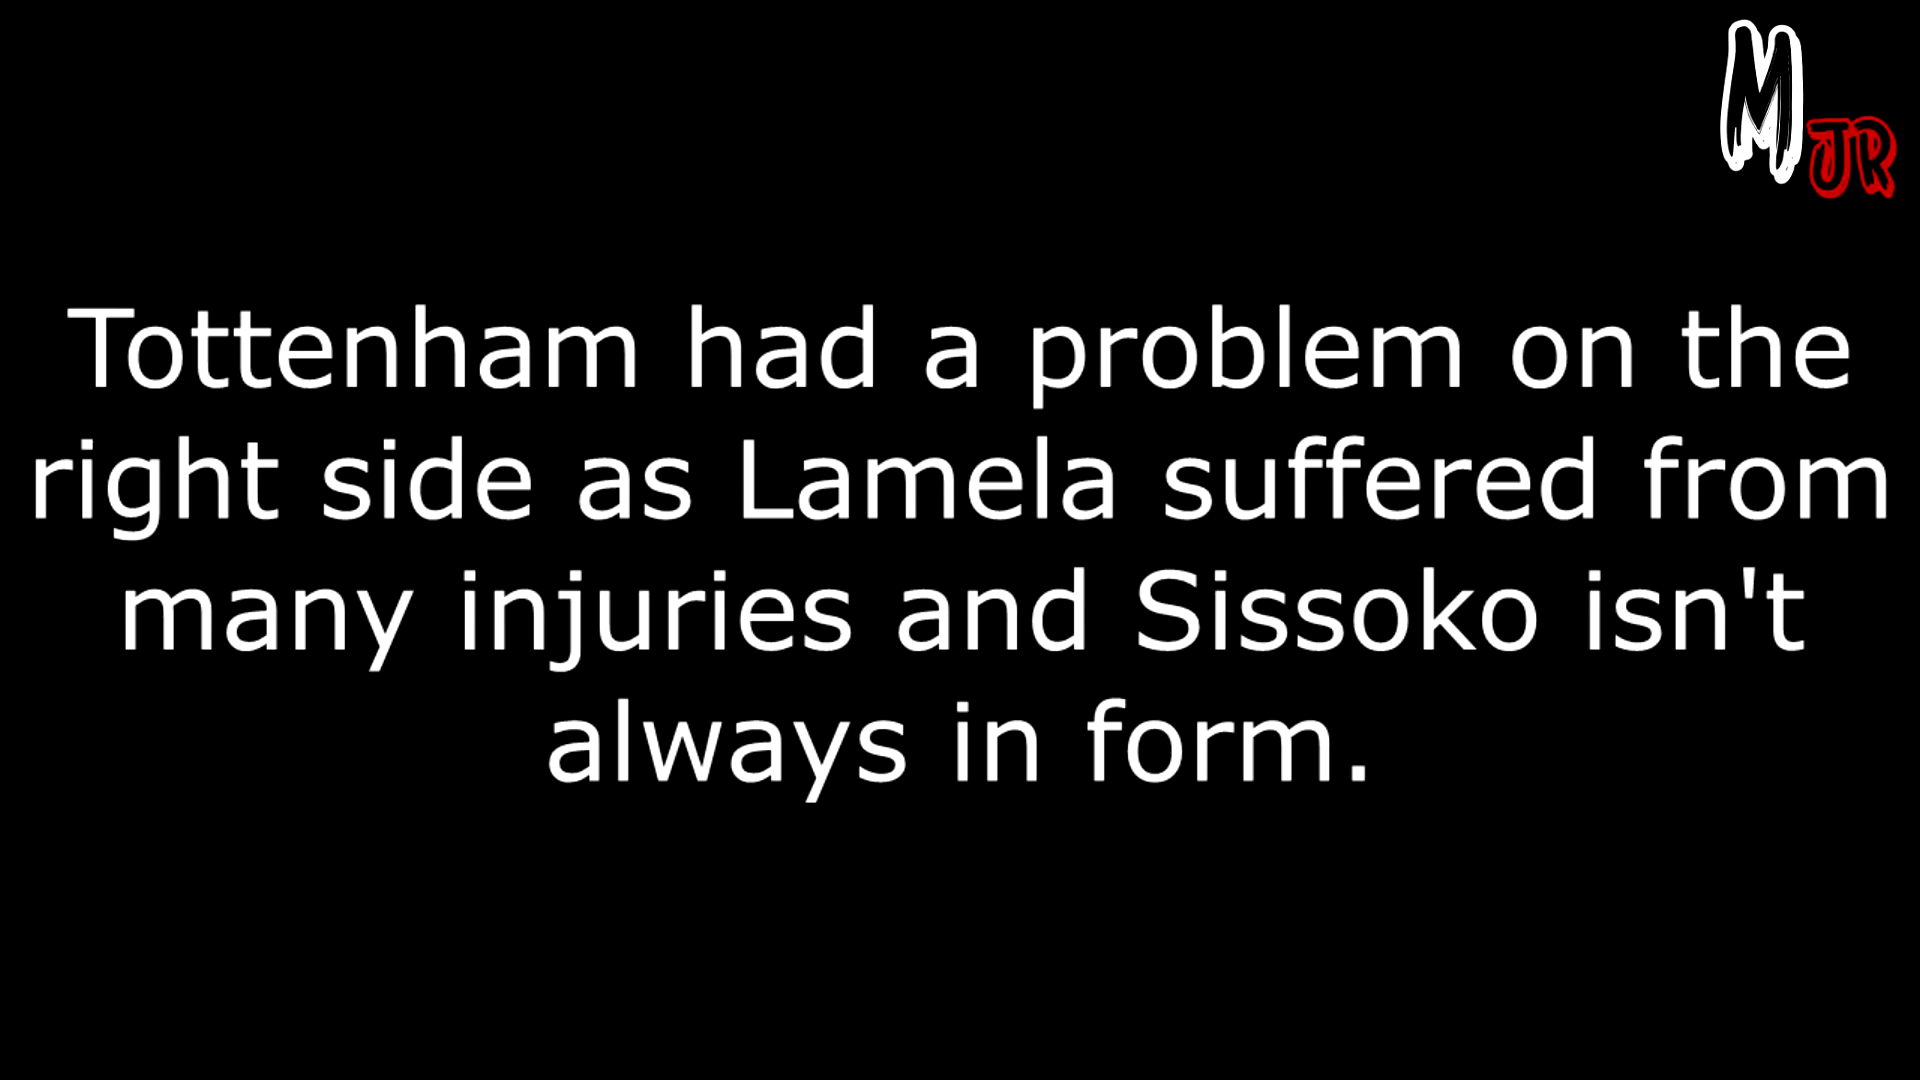 M
JR
Tottenham had a problem on the
right side as Lamela suffered from
many injuries and Sissoko isn't
always in form.